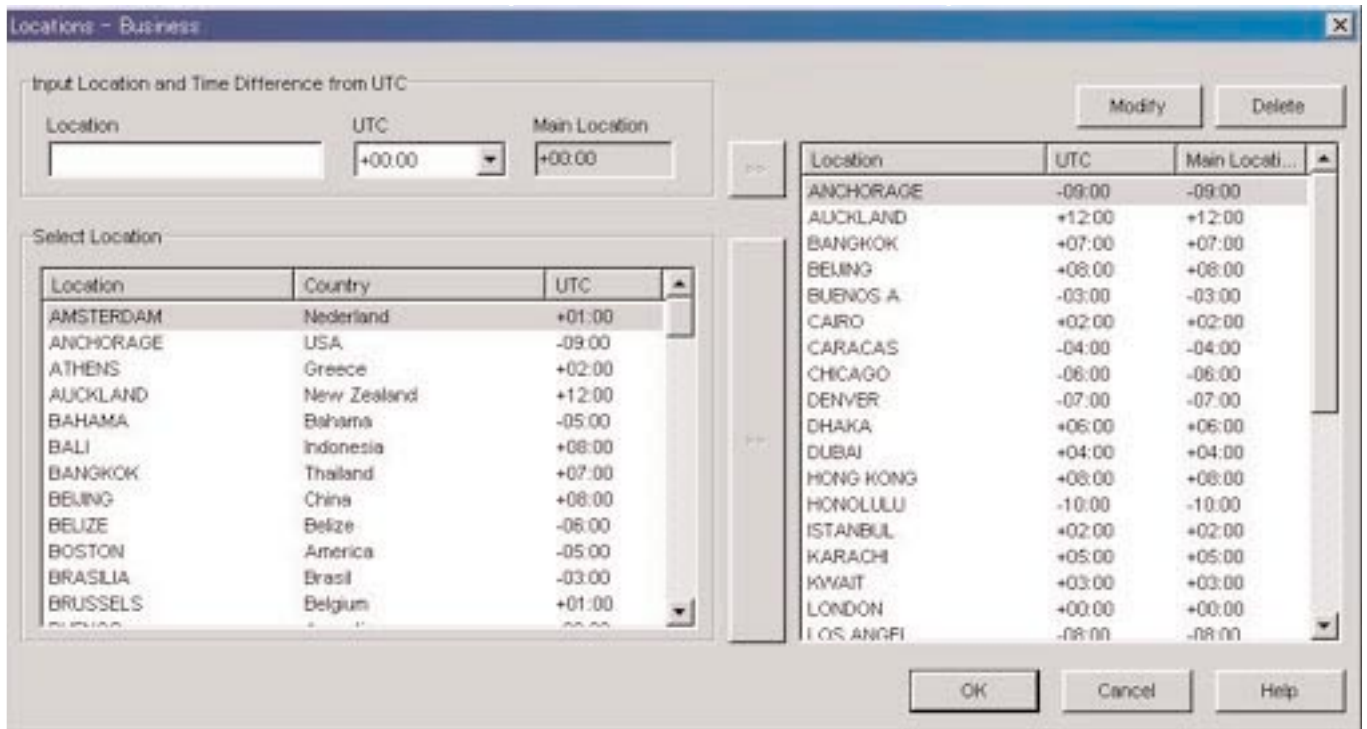 Locations - Business
Input Location and Time Difference from UTC
Location UTC Main Location
+00:00 +00:00
>>
Select Location
Location Country UTC
AMSTERDAM Nederland +01:00
ANCHORAGE USA -09:00
ATHENS Greece +02:00
AUCKLAND New Zealand +12:00
BAHAMA Bahama -05:00
BALI Indonesia +08:00
BANGKOK Thailand +07:00
BEIJING China +08:00
BELIZE Belize -06:00
BOSTON America -05:00
BRASILIA Brasil -03:00
BRUSSELS Belgium +01:00
>>
Modify Delete
Location UTC Main Locati...
ANCHORAGE -09:00 -09:00
AUCKLAND +12:00 +12:00
BANGKOK +07:00 +07:00
BEIJING +08:00 +08:00
BUENOS A -03:00 -03:00
CAIRO +02:00 +02:00
CARACAS -04:00 -04:00
CHICAGO -06:00 -06:00
DENVER -07:00 -07:00
DHAKA +06:00 +06:00
DUBAI +04:00 +04:00
HONG KONG +08:00 +08:00
HONOLULU -10:00 -10:00
ISTANBUL +02:00 +02:00
KARACHI +05:00 +05:00
KWAIT +03:00 +03:00
LONDON +00:00 +00:00
LOS ANGEL -08:00 -08:00
OK Cancel Help